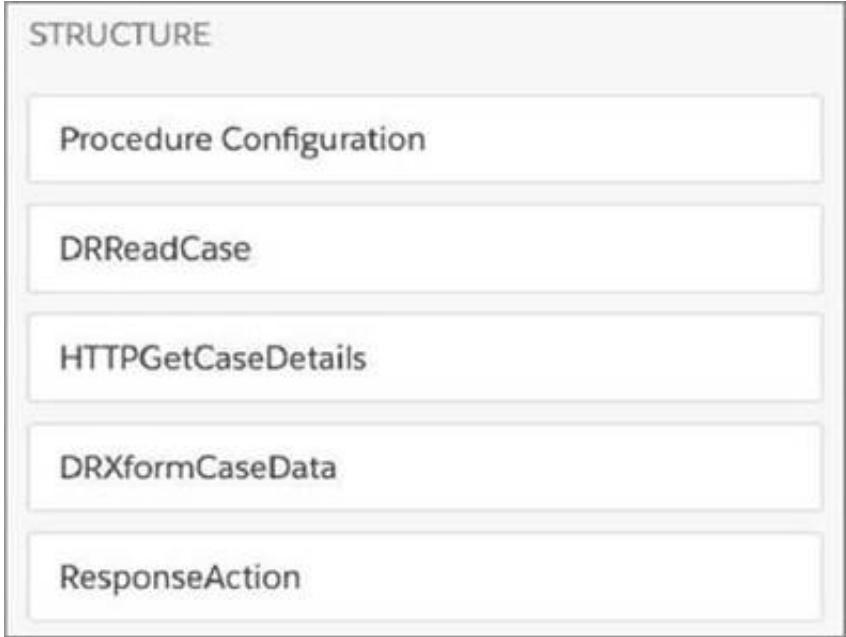 STRUCTURE
Procedure Configuration
DRReadCase
HTTPGetCaseDetails
DRXformCaseData
ResponseAction